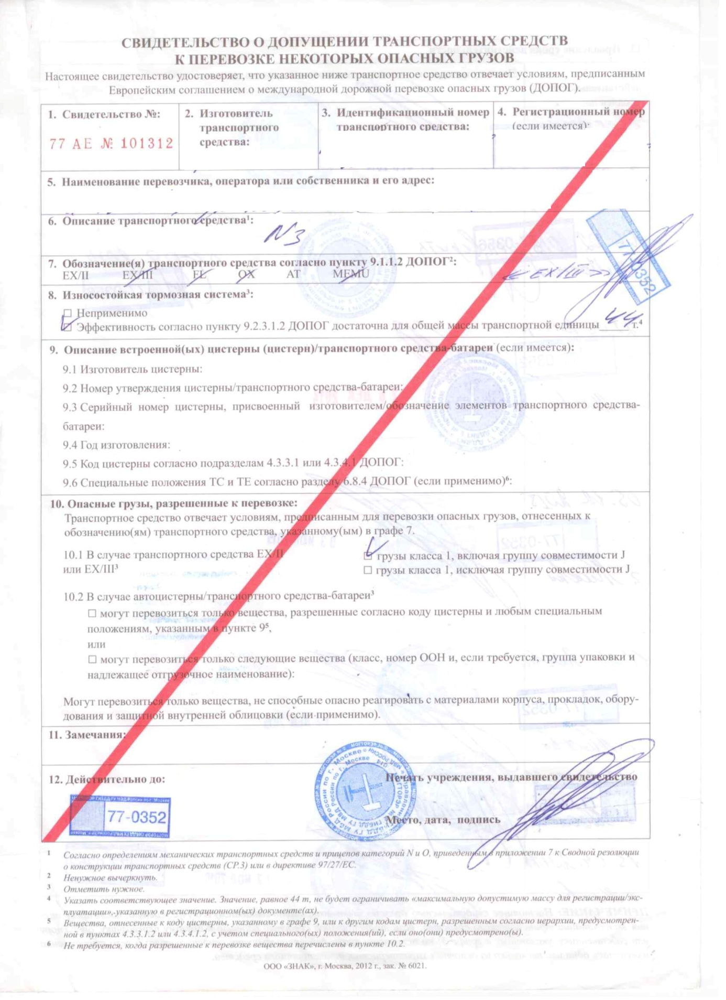 СВИДЕТЕЛЬСТВО О ДОПУЩЕНИИ ТРАНСПОРТНЫХ СРЕДСТВ
К ПЕРЕВОЗКЕ НЕКОТОРЫХ ОПАСНЫХ ГРУЗОВ
Настоящее свидетельство удостоверяет, что указанное ниже транспортное средство отвечает условиям, предписанным
Европейским соглашением о международной дорожной перевозке опасных грузов (ДОПОГ).
1. Свидетельство №:
77 АЕ № 101312
2. Изготовитель
транспортного
средства:
3. Идентификационный номер
транспортного средства:
4. Регистрационный номер
(если имеется):
5. Наименование перевозчика, оператора или собственника и его адрес:
6. Описание транспортного средства¹:
N3
7. Обозначение(я) транспортного средства согласно пункту 9.1.1.2 ДОПОГ²:
EX/II EX/III FL OX AT MEMU
«EX/III»
77-0352
8. Износостойкая тормозная система³:
☐ Неприменимо
☑ Эффективность согласно пункту 9.2.3.1.2 ДОПОГ достаточна для общей массы транспортной единицы 44 т.⁴
9. Описание встроенной(ых) цистерны (цистерн)/транспортного средства-батареи (если имеется):
9.1 Изготовитель цистерны:
9.2 Номер утверждения цистерны/транспортного средства-батареи:
9.3 Серийный номер цистерны, присвоенный изготовителем/обозначение элементов транспортного средства-
батареи:
9.4 Год изготовления:
9.5 Код цистерны согласно подразделам 4.3.3.1 или 4.3.4.1 ДОПОГ:
9.6 Специальные положения ТС и ТЕ согласно разделу 6.8.4 ДОПОГ (если применимо)⁶:
10. Опасные грузы, разрешенные к перевозке:
Транспортное средство отвечает условиям, предписанным для перевозки опасных грузов, отнесенных к
обозначению(ям) транспортного средства, указанному(ым) в графе 7.
10.1 В случае транспортного средства EX/II
или EX/III³
☑ грузы класса 1, включая группу совместимости J
☐ грузы класса 1, исключая группу совместимости J
10.2 В случае автоцистерны/транспортного средства-батареи³
☐ могут перевозиться только вещества, разрешенные согласно коду цистерны и любым специальным
положениям, указанным в пункте 9⁵,
или
☐ могут перевозиться только следующие вещества (класс, номер ООН и, если требуется, группа упаковки и
надлежащее отгрузочное наименование):
Могут перевозиться только вещества, не способные опасно реагировать с материалами корпуса, прокладок, обору-
дования и защитной внутренней облицовки (если применимо).
11. Замечания:
12. Действительно до:
Печать учреждения, выдавшего свидетельство
77-0352
Место, дата, подпись
1 Согласно определениям механических транспортных средств и прицепов категорий N и О, приведенным в приложении 7 к Сводной резолюции
о конструкции транспортных средств (СР.3) или в директиве 97/27/ЕС.
2 Ненужное вычеркнуть.
3 Отметить нужное.
4 Указать соответствующее значение. Значение, равное 44 т, не будет ограничивать «максимальную допустимую массу для регистрации/экс-
плуатации», указанную в регистрационном(ых) документе(ах).
5 Вещества, отнесенные к коду цистерны, указанному в графе 9, или к другим кодам цистерн, разрешенным согласно иерархии, предусмотрен-
ной в пунктах 4.3.3.1.2 или 4.3.4.1.2, с учетом специального(ых) положения(ий), если оно(они) предусмотрено(ы).
6 Не требуется, когда разрешенные к перевозке вещества перечислены в пункте 10.2.
ООО «ЗНАК», г. Москва, 2012 г., зак. № 6021.